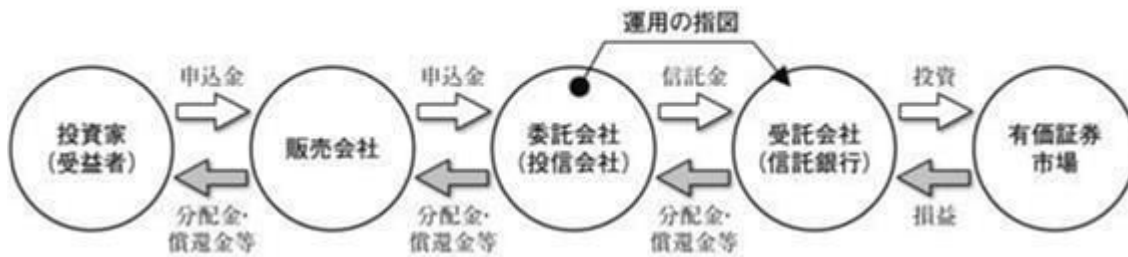 運用の指図
申込金
申込金
信託金
投資
投資家
(受益者)
販売会社
委託会社
(投信会社)
受託会社
(信託銀行)
有価証券
市場
分配金・
償還金等
分配金・
償還金等
分配金・
償還金等
損益